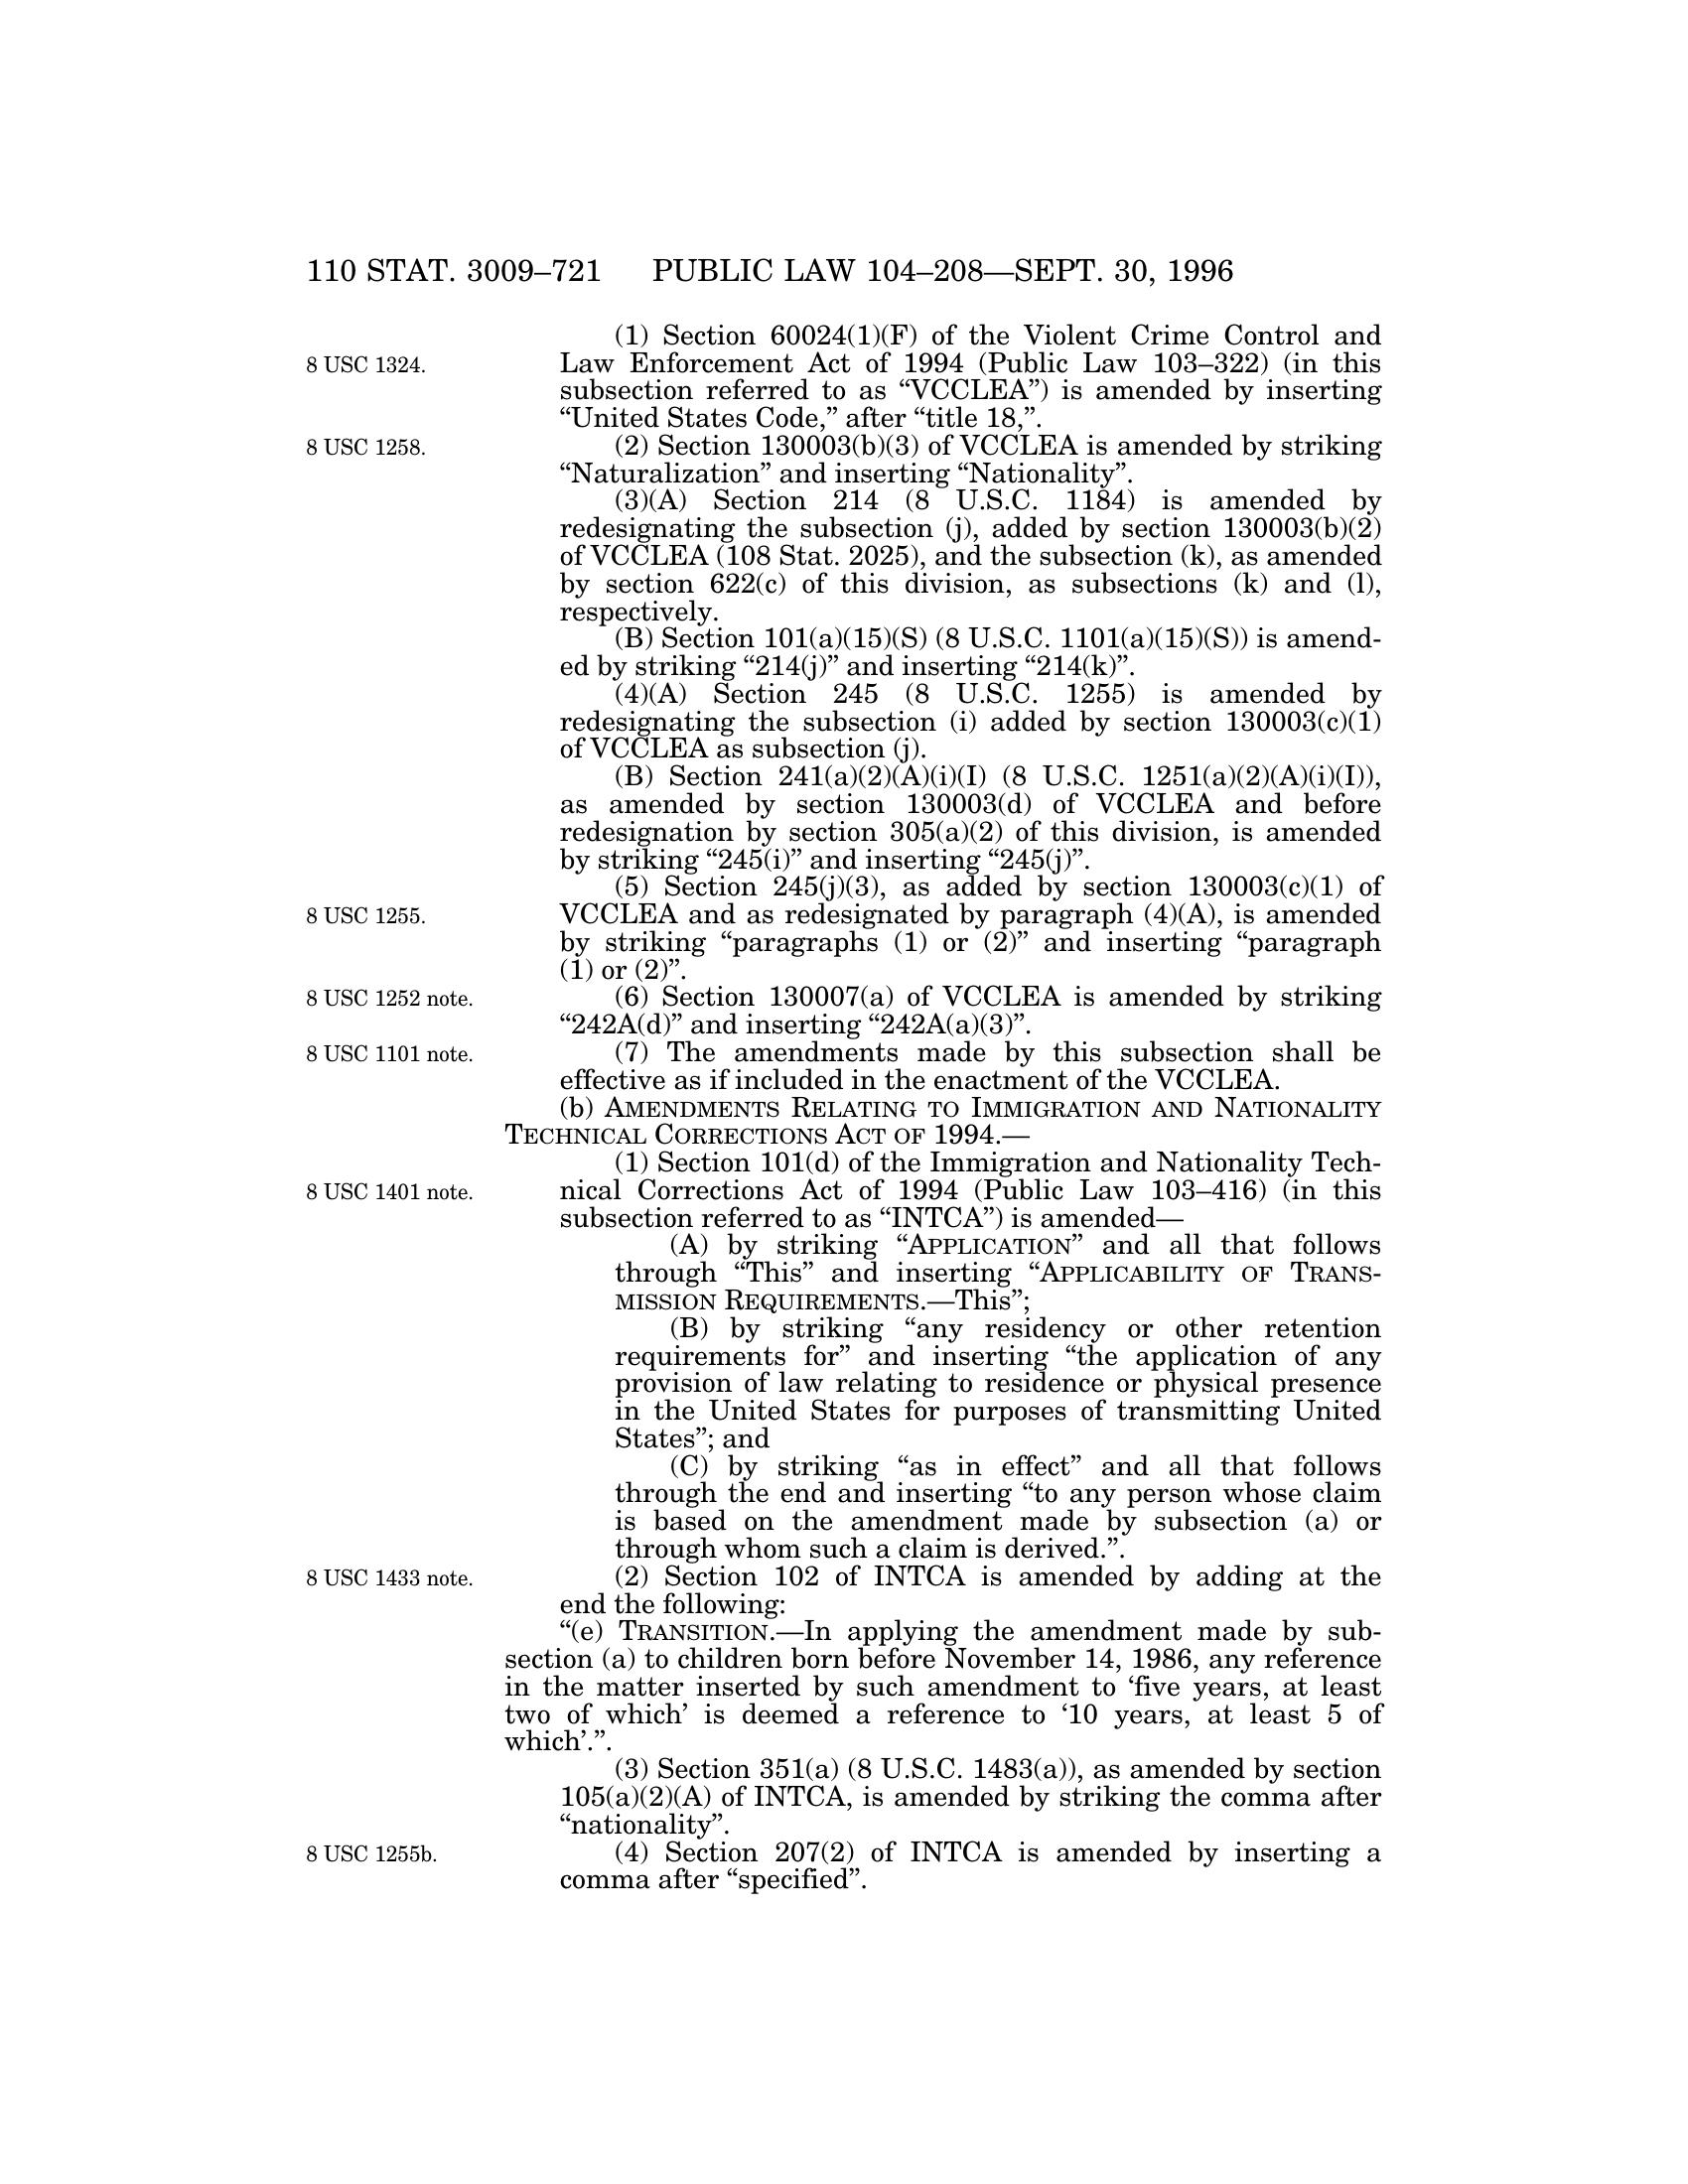 110 STAT. 3009–721 PUBLIC LAW 104–208—SEPT. 30, 1996
(1) Section 60024(1)(F) of the Violent Crime Control and
8 USC 1324.
Law Enforcement Act of 1994 (Public Law 103–322) (in this
subsection referred to as “VCCLEA”) is amended by inserting
“United States Code,” after “title 18,”.
8 USC 1258.
(2) Section 130003(b)(3) of VCCLEA is amended by striking
“Naturalization” and inserting “Nationality”.
(3)(A) Section 214 (8 U.S.C. 1184) is amended by
redesignating the subsection (j), added by section 130003(b)(2)
of VCCLEA (108 Stat. 2025), and the subsection (k), as amended
by section 622(c) of this division, as subsections (k) and (l),
respectively.
(B) Section 101(a)(15)(S) (8 U.S.C. 1101(a)(15)(S)) is amend-
ed by striking “214(j)” and inserting “214(k)”.
(4)(A) Section 245 (8 U.S.C. 1255) is amended by
redesignating the subsection (i) added by section 130003(c)(1)
of VCCLEA as subsection (j).
(B) Section 241(a)(2)(A)(i)(I) (8 U.S.C. 1251(a)(2)(A)(i)(I)),
as amended by section 130003(d) of VCCLEA and before
redesignation by section 305(a)(2) of this division, is amended
by striking “245(i)” and inserting “245(j)”.
(5) Section 245(j)(3), as added by section 130003(c)(1) of
8 USC 1255.
VCCLEA and as redesignated by paragraph (4)(A), is amended
by striking “paragraphs (1) or (2)” and inserting “paragraph
(1) or (2)”.
8 USC 1252 note.
(6) Section 130007(a) of VCCLEA is amended by striking
“242A(d)” and inserting “242A(a)(3)”.
8 USC 1101 note.
(7) The amendments made by this subsection shall be
effective as if included in the enactment of the VCCLEA.
(b) AMENDMENTS RELATING TO IMMIGRATION AND NATIONALITY
TECHNICAL CORRECTIONS ACT OF 1994.—
(1) Section 101(d) of the Immigration and Nationality Tech-
8 USC 1401 note.
nical Corrections Act of 1994 (Public Law 103–416) (in this
subsection referred to as “INTCA”) is amended—
(A) by striking “APPLICATION” and all that follows
through “This” and inserting “APPLICABILITY OF TRANS-
MISSION REQUIREMENTS.—This”;
(B) by striking “any residency or other retention
requirements for” and inserting “the application of any
provision of law relating to residence or physical presence
in the United States for purposes of transmitting United
States”; and
(C) by striking “as in effect” and all that follows
through the end and inserting “to any person whose claim
is based on the amendment made by subsection (a) or
through whom such a claim is derived.”.
8 USC 1433 note.
(2) Section 102 of INTCA is amended by adding at the
end the following:
“(e) TRANSITION.—In applying the amendment made by sub-
section (a) to children born before November 14, 1986, any reference
in the matter inserted by such amendment to ‘five years, at least
two of which’ is deemed a reference to ‘10 years, at least 5 of
which’.”.
(3) Section 351(a) (8 U.S.C. 1483(a)), as amended by section
105(a)(2)(A) of INTCA, is amended by striking the comma after
“nationality”.
8 USC 1255b.
(4) Section 207(2) of INTCA is amended by inserting a
comma after “specified”.